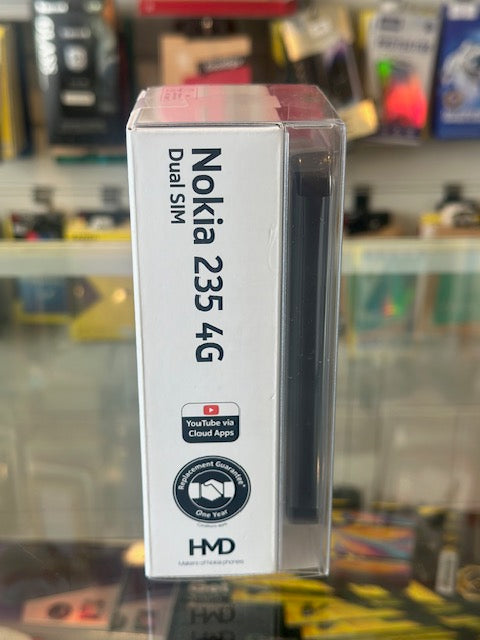 Nokia 235 4G
Dual SIM
YouTube via
Cloud Apps
Replacement Guarantee*
One Year
HMD
Makers of Nokia phones